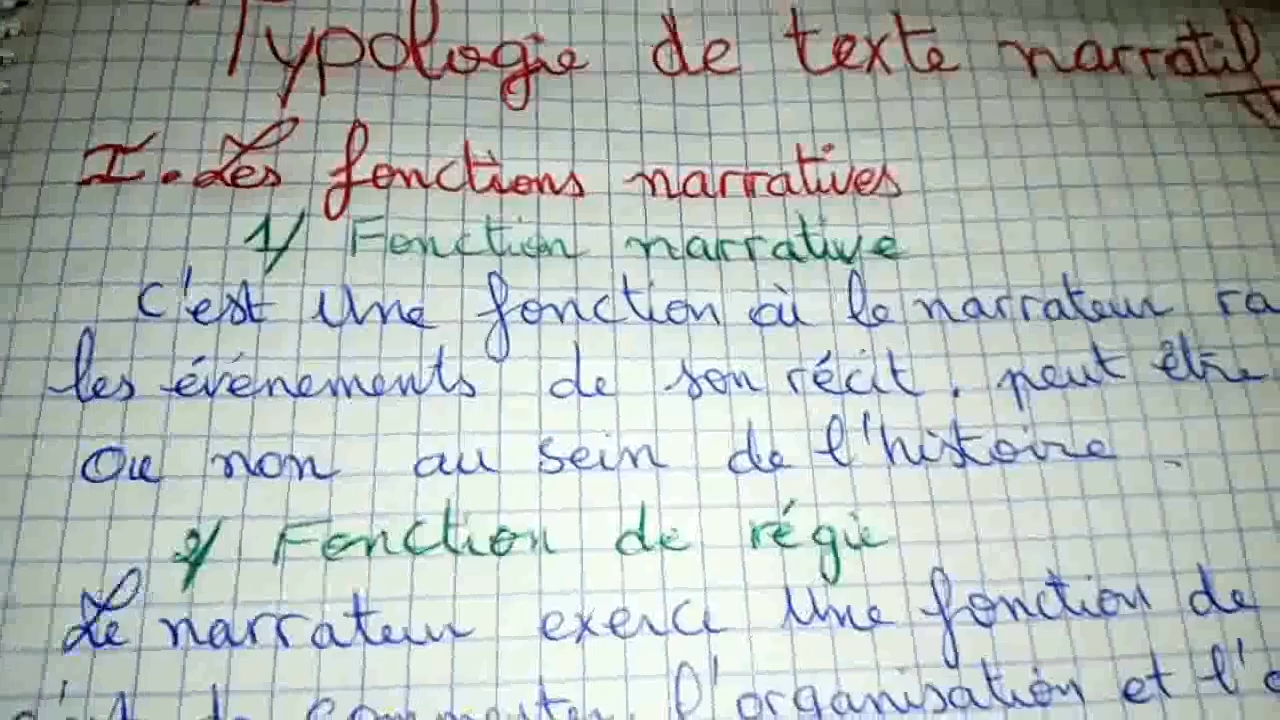 Typologie de texte narratif
I. Les fonctions narratives
1/ Fonction narrative
C'est une fonction où le narrateur ra
les événements de son récit. peut être
Ou non au sein de l'histoire.
2/ Fonction de régie
Le narrateur exerce une fonction de
commenter l'organisation et l'o